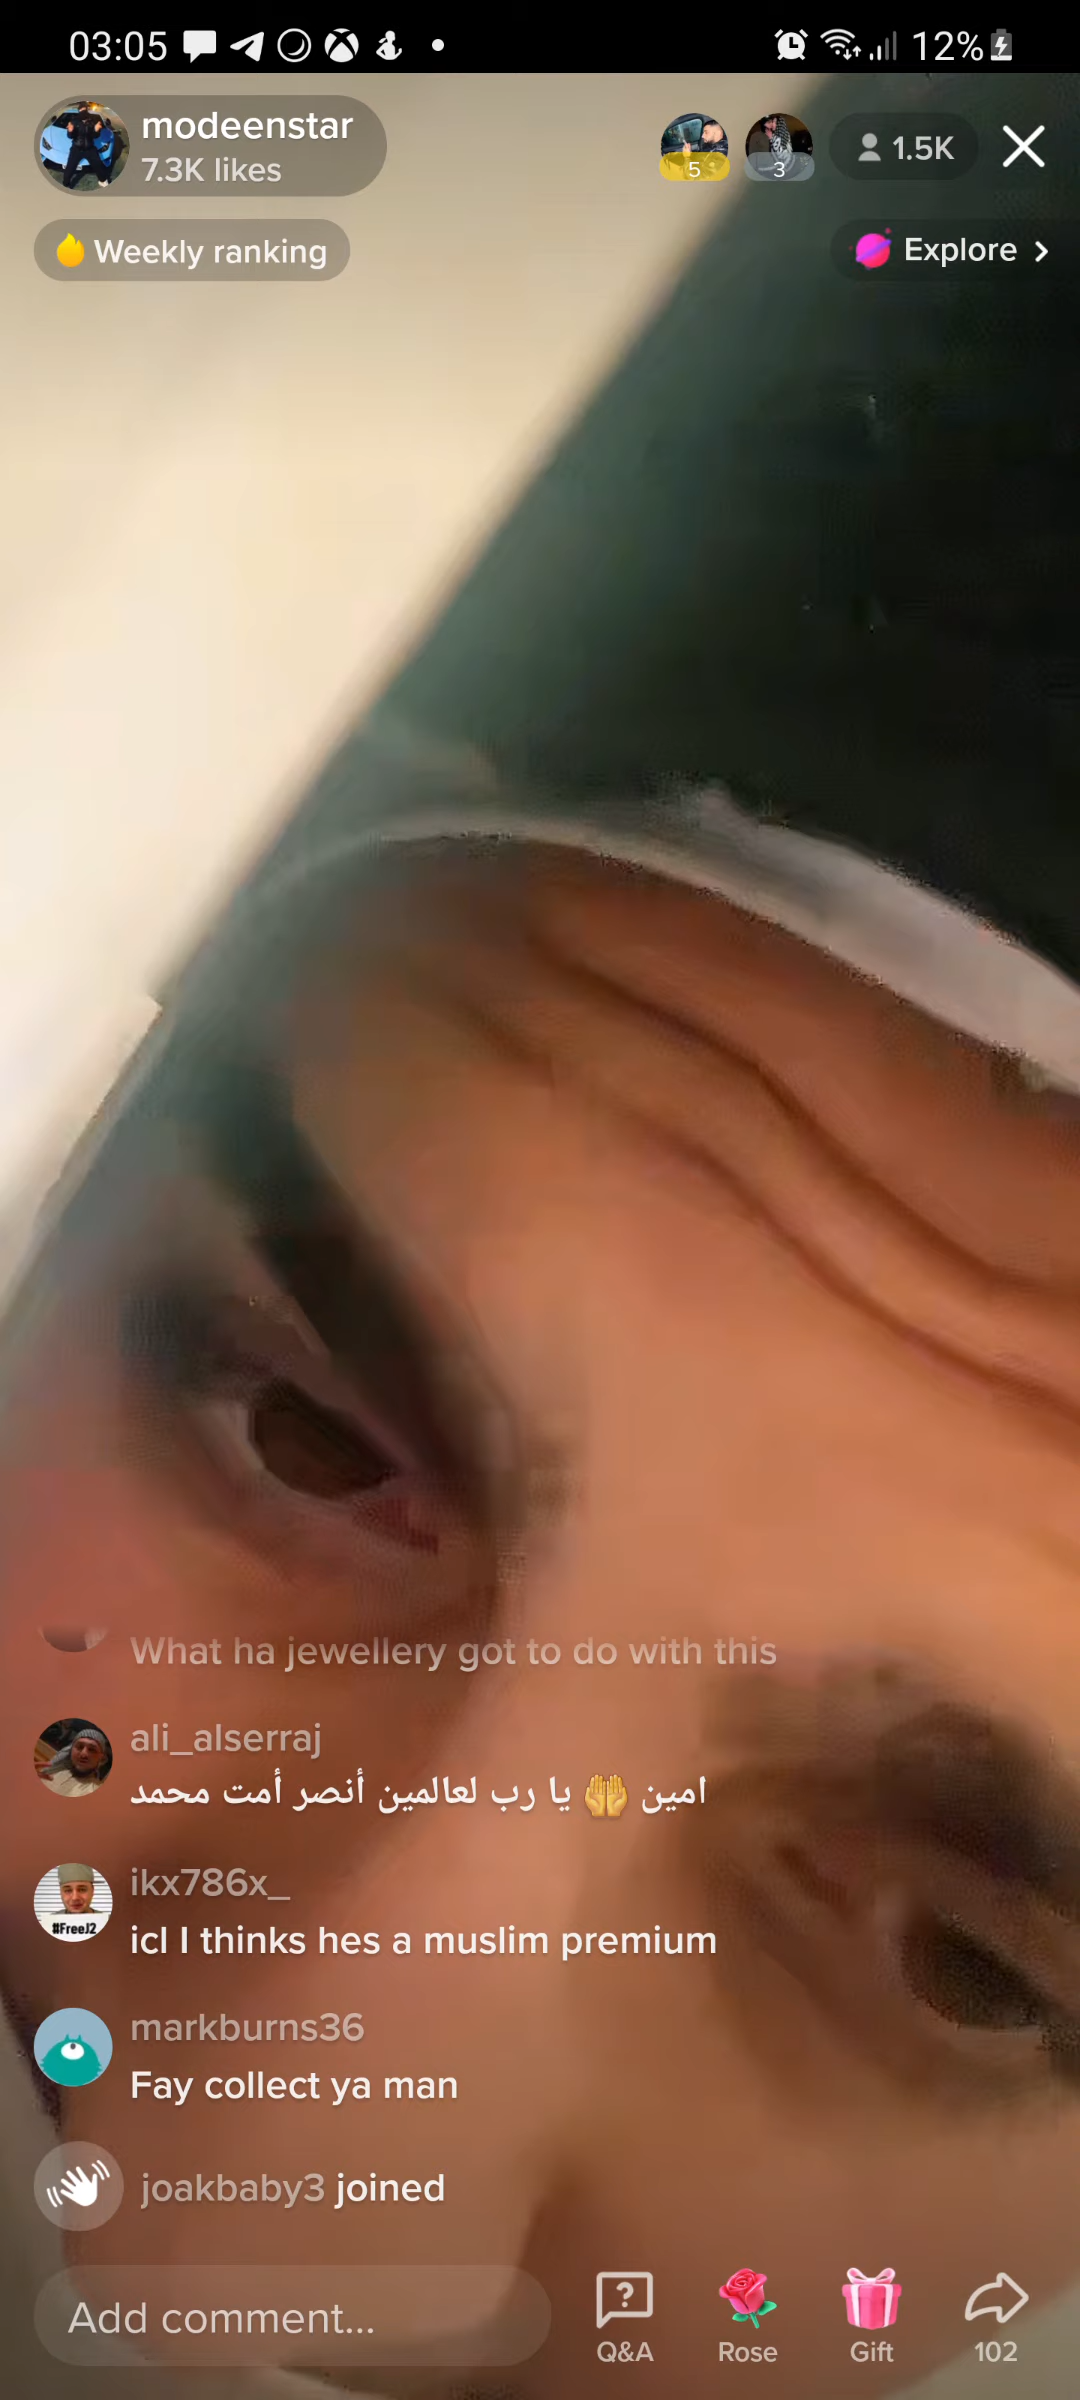 03:05
12%
modeenstar
7.3K likes
5
3
1.5K
Weekly ranking
Explore
What ha jewellery got to do with this
ali_alserraj
امين 🤲 يا رب لعالمين أنصر أمت محمد
ikx786x_
#FreeJ2
icl I thinks hes a muslim premium
markburns36
Fay collect ya man
joakbaby3 joined
Add comment...
Q&A
Rose
Gift
102